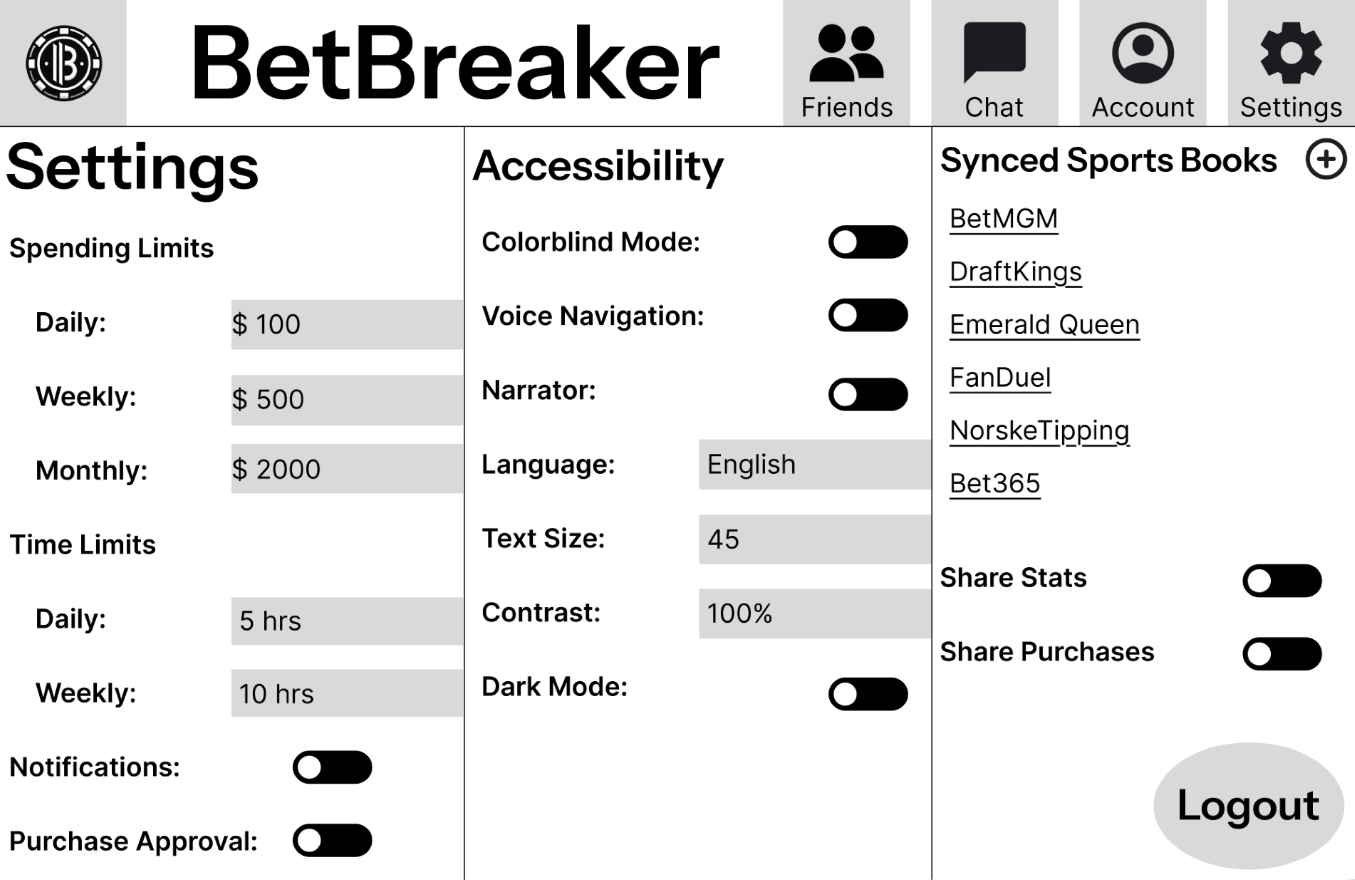 BetBreaker
Friends
Chat
Account
Settings
Settings
Spending Limits
Daily:
$ 100
Weekly:
$ 500
Monthly:
$ 2000
Time Limits
Daily:
5 hrs
Weekly:
10 hrs
Notifications:
Purchase Approval:
Accessibility
Colorblind Mode:
Voice Navigation:
Narrator:
Language:
English
Text Size:
45
Contrast:
100%
Dark Mode:
Synced Sports Books
BetMGM
DraftKings
Emerald Queen
FanDuel
NorskeTipping
Bet365
Share Stats
Share Purchases
Logout